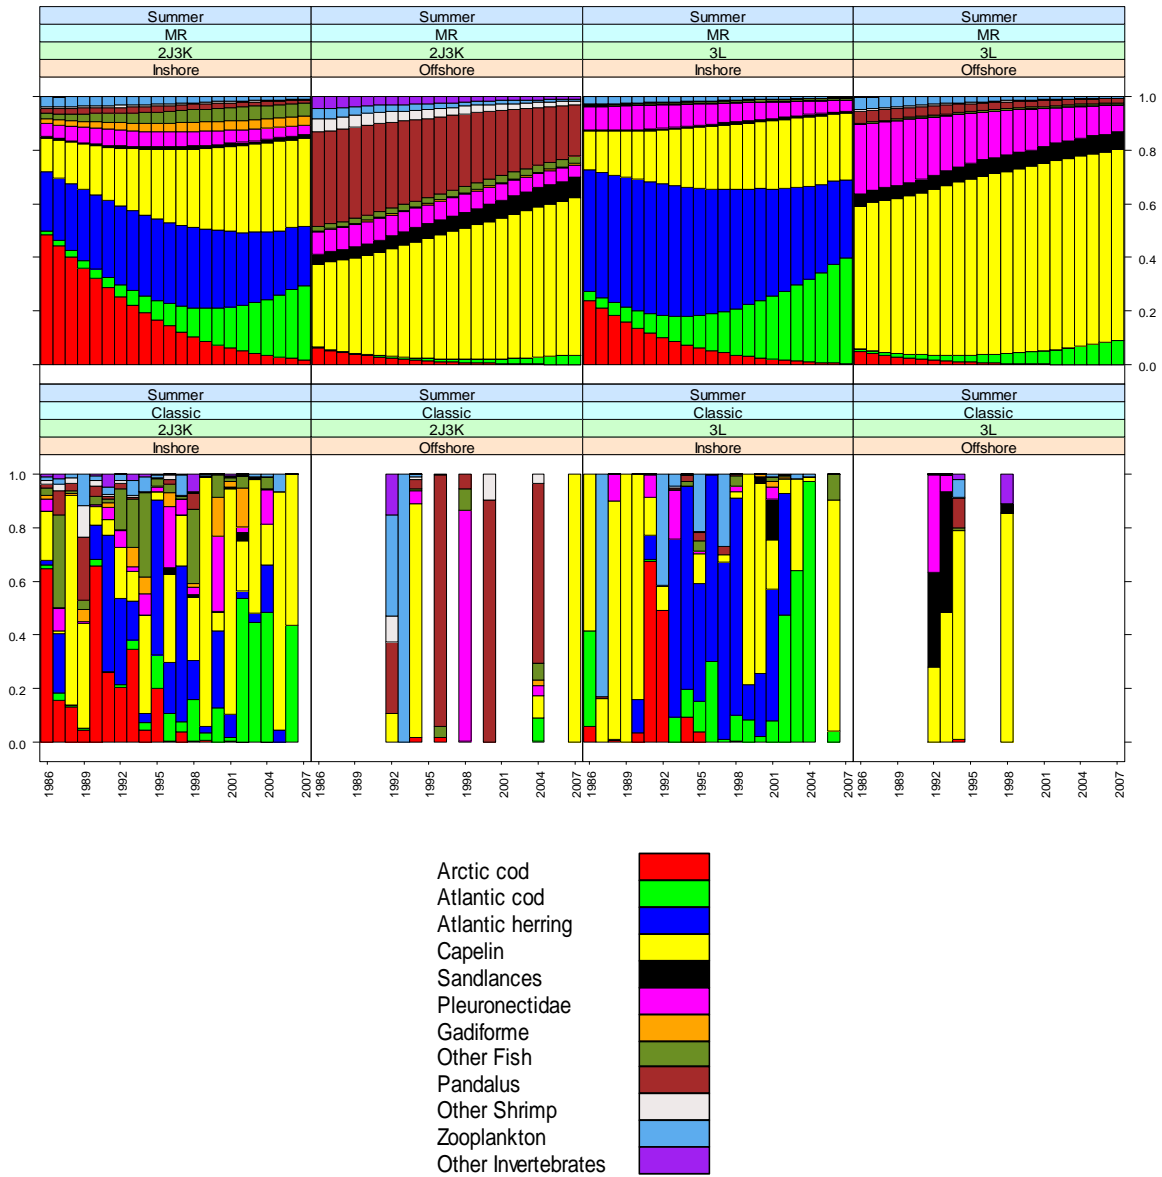 Summer Summer Summer Summer
MR MR MR MR
2J3K 2J3K 3L 3L
Inshore Offshore Inshore Offshore
1.0
0.8
0.6
0.4
0.2
0.0
Summer Summer Summer Summer
Classic Classic Classic Classic
2J3K 2J3K 3L 3L
Inshore Offshore Inshore Offshore
1.0
0.8
0.6
0.4
0.2
0.0
1986 1989 1992 1995 1998 2001 2004 2007 1986 1989 1992 1995 1998 2001 2004 2007 1986 1989 1992 1995 1998 2001 2004 2007 1986 1989 1992 1995 1998 2001 2004 2007
Arctic cod
Atlantic cod
Atlantic herring
Capelin
Sandlances
Pleuronectidae
Gadiforme
Other Fish
Pandalus
Other Shrimp
Zooplankton
Other Invertebrates